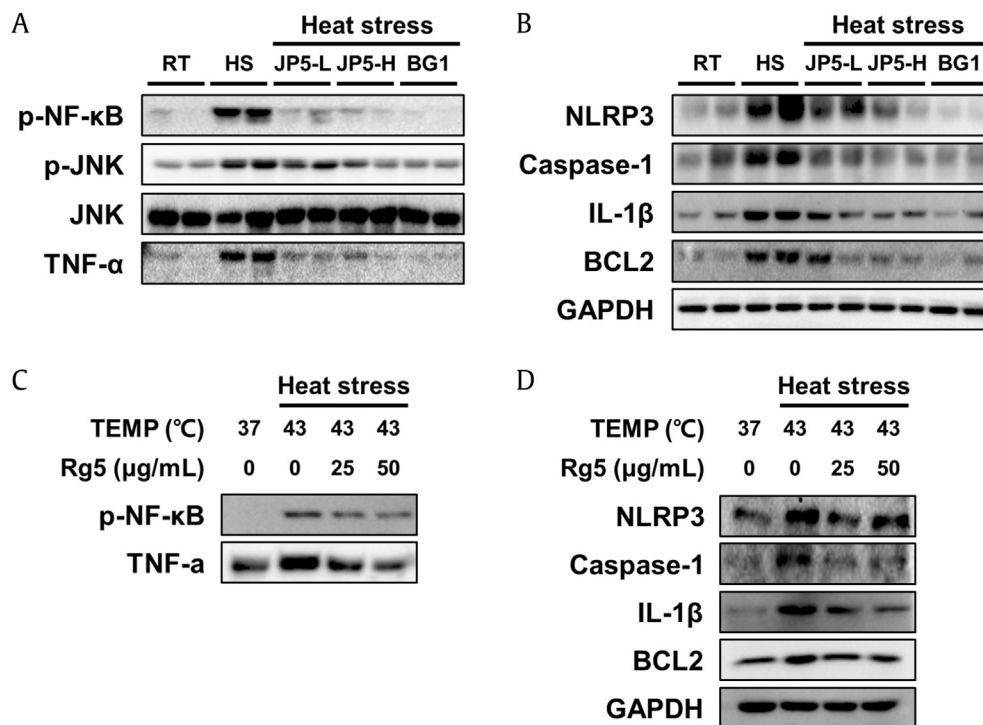 A
Heat stress
RT HS JP5-L JP5-H BG1
p-NF-κB
p-JNK
JNK
TNF-α
B
Heat stress
RT HS JP5-L JP5-H BG1
NLRP3
Caspase-1
IL-1β
BCL2
GAPDH
C
Heat stress
TEMP (℃) 37 43 43 43
Rg5 (μg/mL) 0 0 25 50
p-NF-κB
TNF-a
D
Heat stress
TEMP (℃) 37 43 43 43
Rg5 (μg/mL) 0 0 25 50
NLRP3
Caspase-1
IL-1β
BCL2
GAPDH